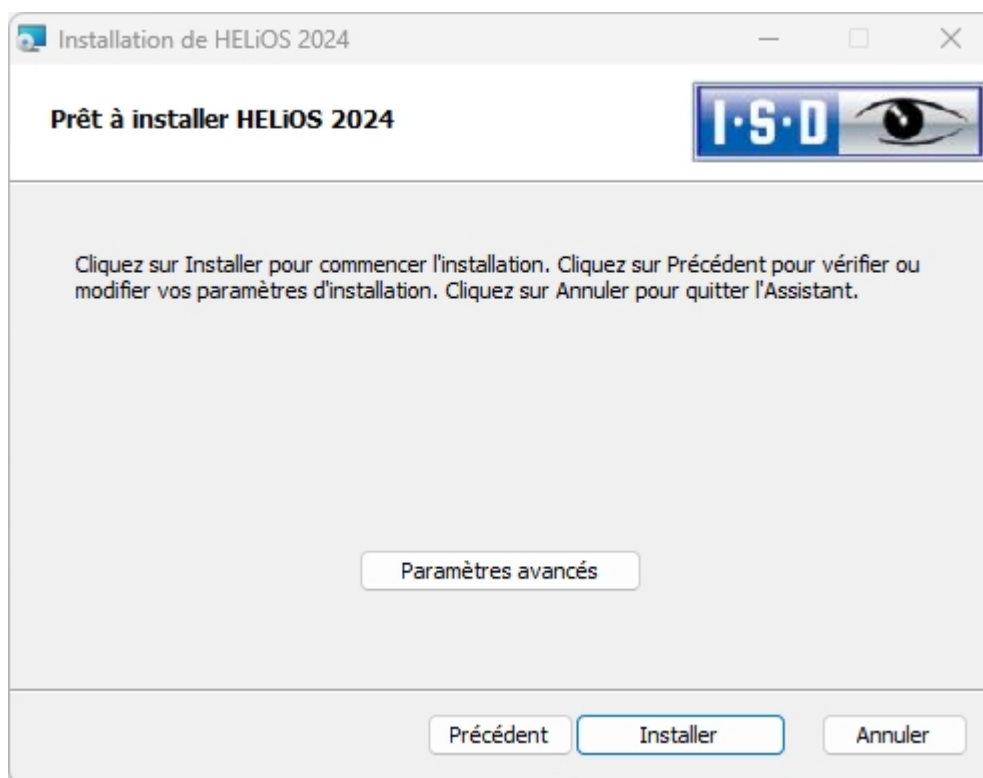 Installation de HELiOS 2024
Prêt à installer HELiOS 2024
I·S·D
Cliquez sur Installer pour commencer l'installation. Cliquez sur Précédent pour vérifier ou
modifier vos paramètres d'installation. Cliquez sur Annuler pour quitter l'Assistant.
Paramètres avancés
Précédent Installer Annuler